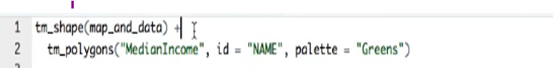 1 tm_shape(map_and_data) +
2 tm_polygons("MedianIncome", id = "NAME", palette = "Greens")